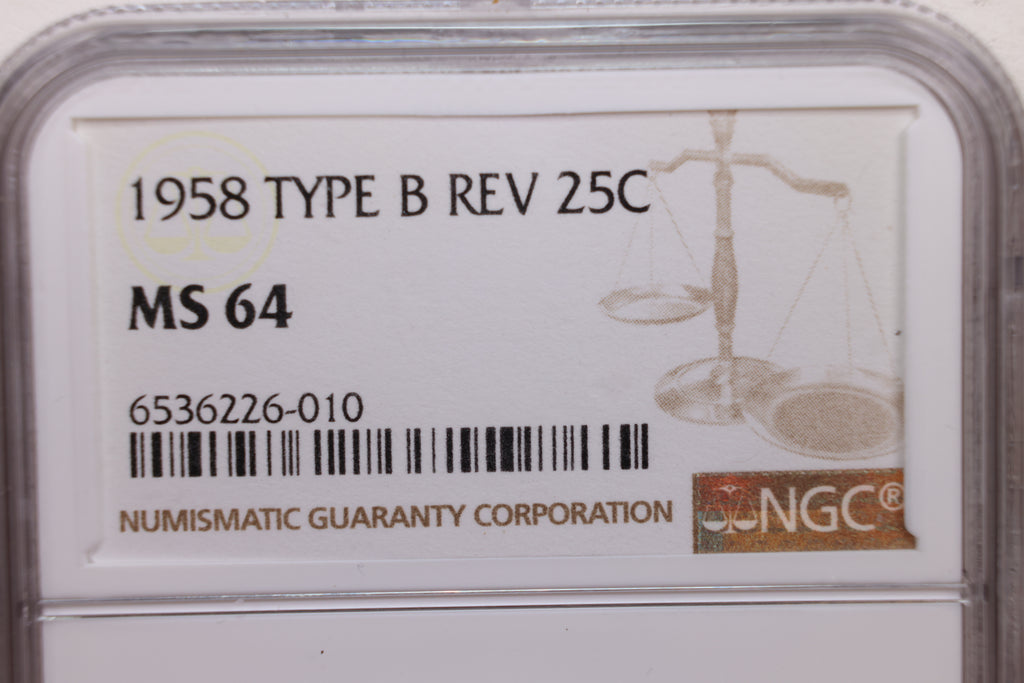 1958 TYPE B REV 25C
MS 64
6536226-010
NUMISMATIC GUARANTY CORPORATION
NGC®